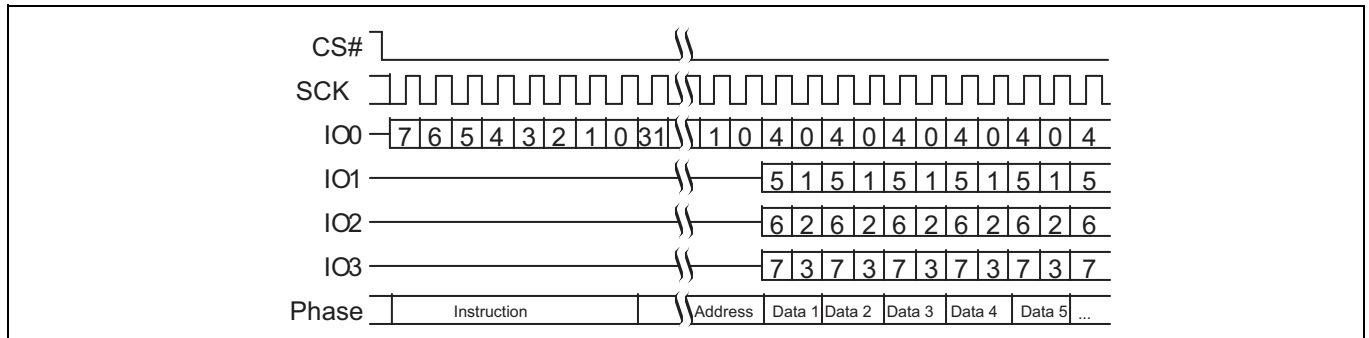 CS#
SCK
IO0 7 6 5 4 3 2 1 0 31 1 0 4 0 4 0 4 0 4 0 4 0 4
IO1 5 1 5 1 5 1 5 1 5 1 5
IO2 6 2 6 2 6 2 6 2 6 2 6
IO3 7 3 7 3 7 3 7 3 7 3 7
Phase Instruction Address Data 1 Data 2 Data 3 Data 4 Data 5 ...